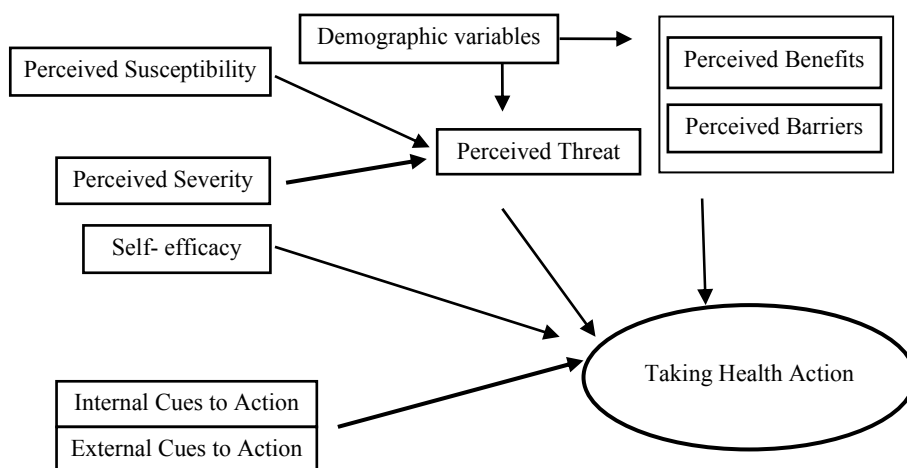 Demographic variables
Perceived Benefits
Perceived Susceptibility
Perceived Barriers
Perceived Threat
Perceived Severity
Self- efficacy
Taking Health Action
Internal Cues to Action
External Cues to Action